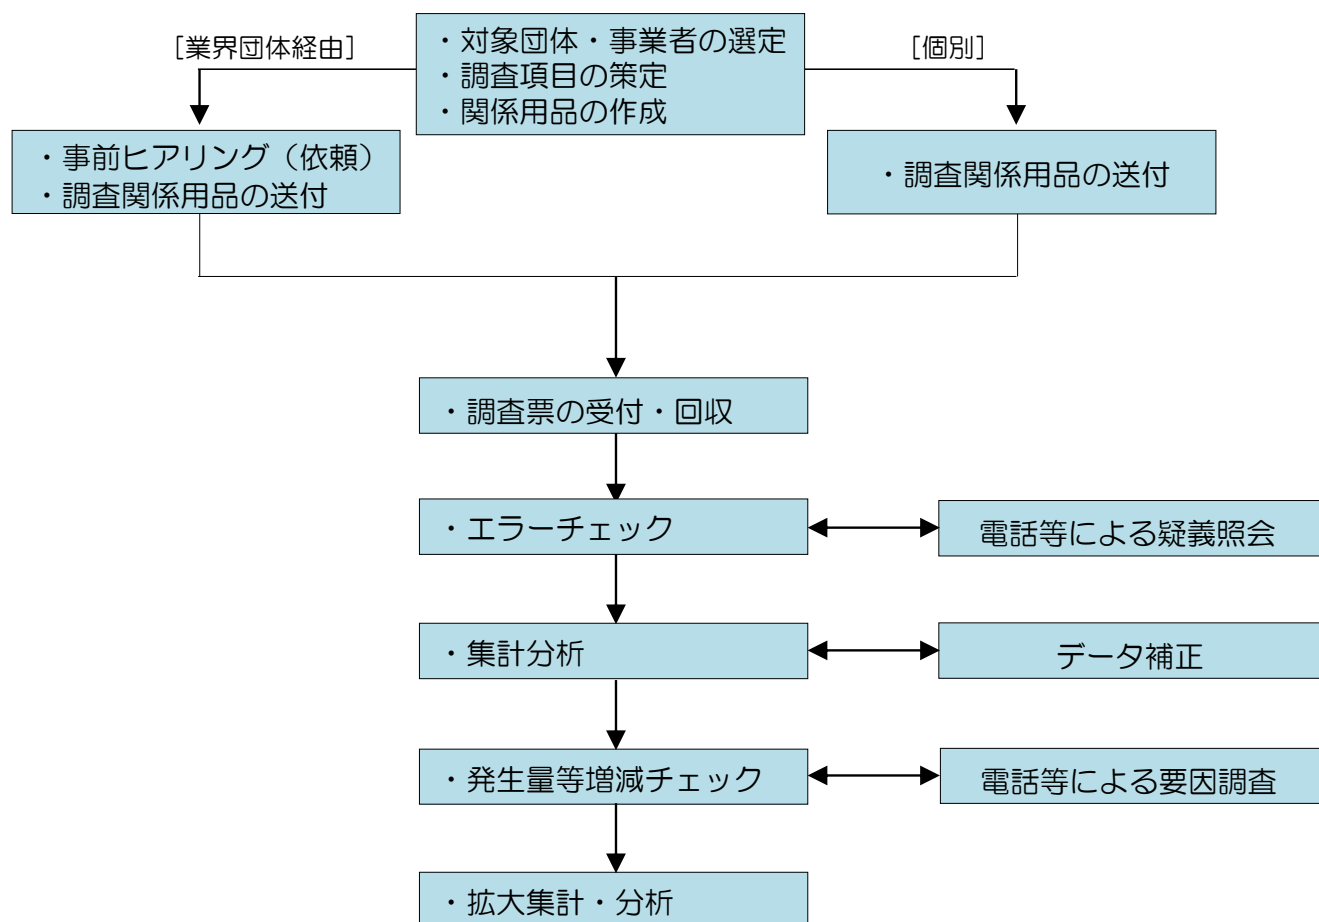 [業界団体経由]
・対象団体・事業者の選定
・調査項目の策定
・関係用品の作成
[個別]
・事前ヒアリング（依頼）
・調査関係用品の送付
・調査関係用品の送付
・調査票の受付・回収
・エラーチェック
電話等による疑義照会
・集計分析
データ補正
・発生量等増減チェック
電話等による要因調査
・拡大集計・分析